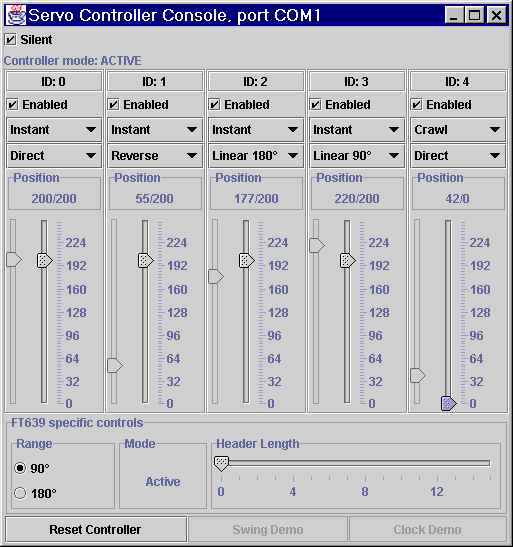 Servo Controller Console, port COM1
Silent
Controller mode: ACTIVE
ID: 0 ID: 1 ID: 2 ID: 3 ID: 4
Enabled Enabled Enabled Enabled Enabled
Instant Instant Instant Instant Crawl
Direct Reverse Linear 180° Linear 90° Direct
Position Position Position Position Position
200/200 55/200 177/200 220/200 42/0
224 224 224 224 224
192 192 192 192 192
160 160 160 160 160
128 128 128 128 128
96 96 96 96 96
64 64 64 64 64
32 32 32 32 32
0 0 0 0 0
FT639 specific controls
Range Mode Header Length
90°
Active
180°
0 4 8 12
Reset Controller Swing Demo Clock Demo